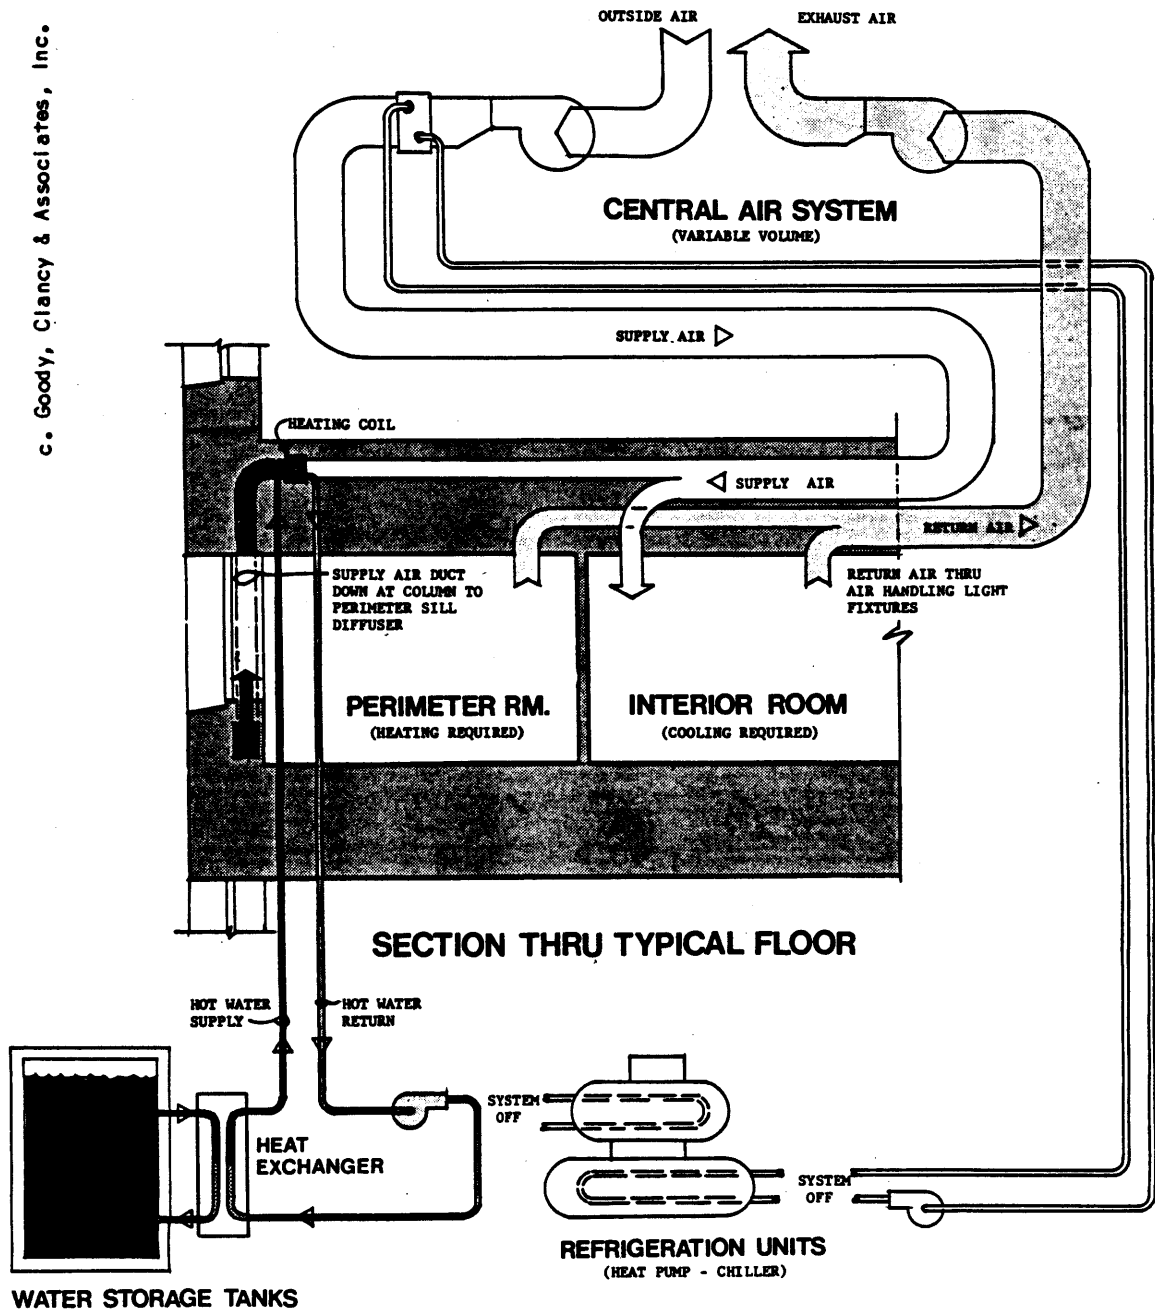 c. Goody, Clancy & Associates, Inc.
OUTSIDE AIR
EXHAUST AIR
CENTRAL AIR SYSTEM
(VARIABLE VOLUME)
SUPPLY AIR
HEATING COIL
SUPPLY AIR
RETURN AIR
SUPPLY AIR DUCT
DOWN AT COLUMN TO
PERIMETER SILL
DIFFUSER
RETURN AIR THRU
AIR HANDLING LIGHT
FIXTURES
PERIMETER RM.
(HEATING REQUIRED)
INTERIOR ROOM
(COOLING REQUIRED)
SECTION THRU TYPICAL FLOOR
HOT WATER
SUPPLY
HOT WATER
RETURN
HEAT
EXCHANGER
SYSTEM
OFF
SYSTEM
OFF
REFRIGERATION UNITS
(HEAT PUMP - CHILLER)
WATER STORAGE TANKS